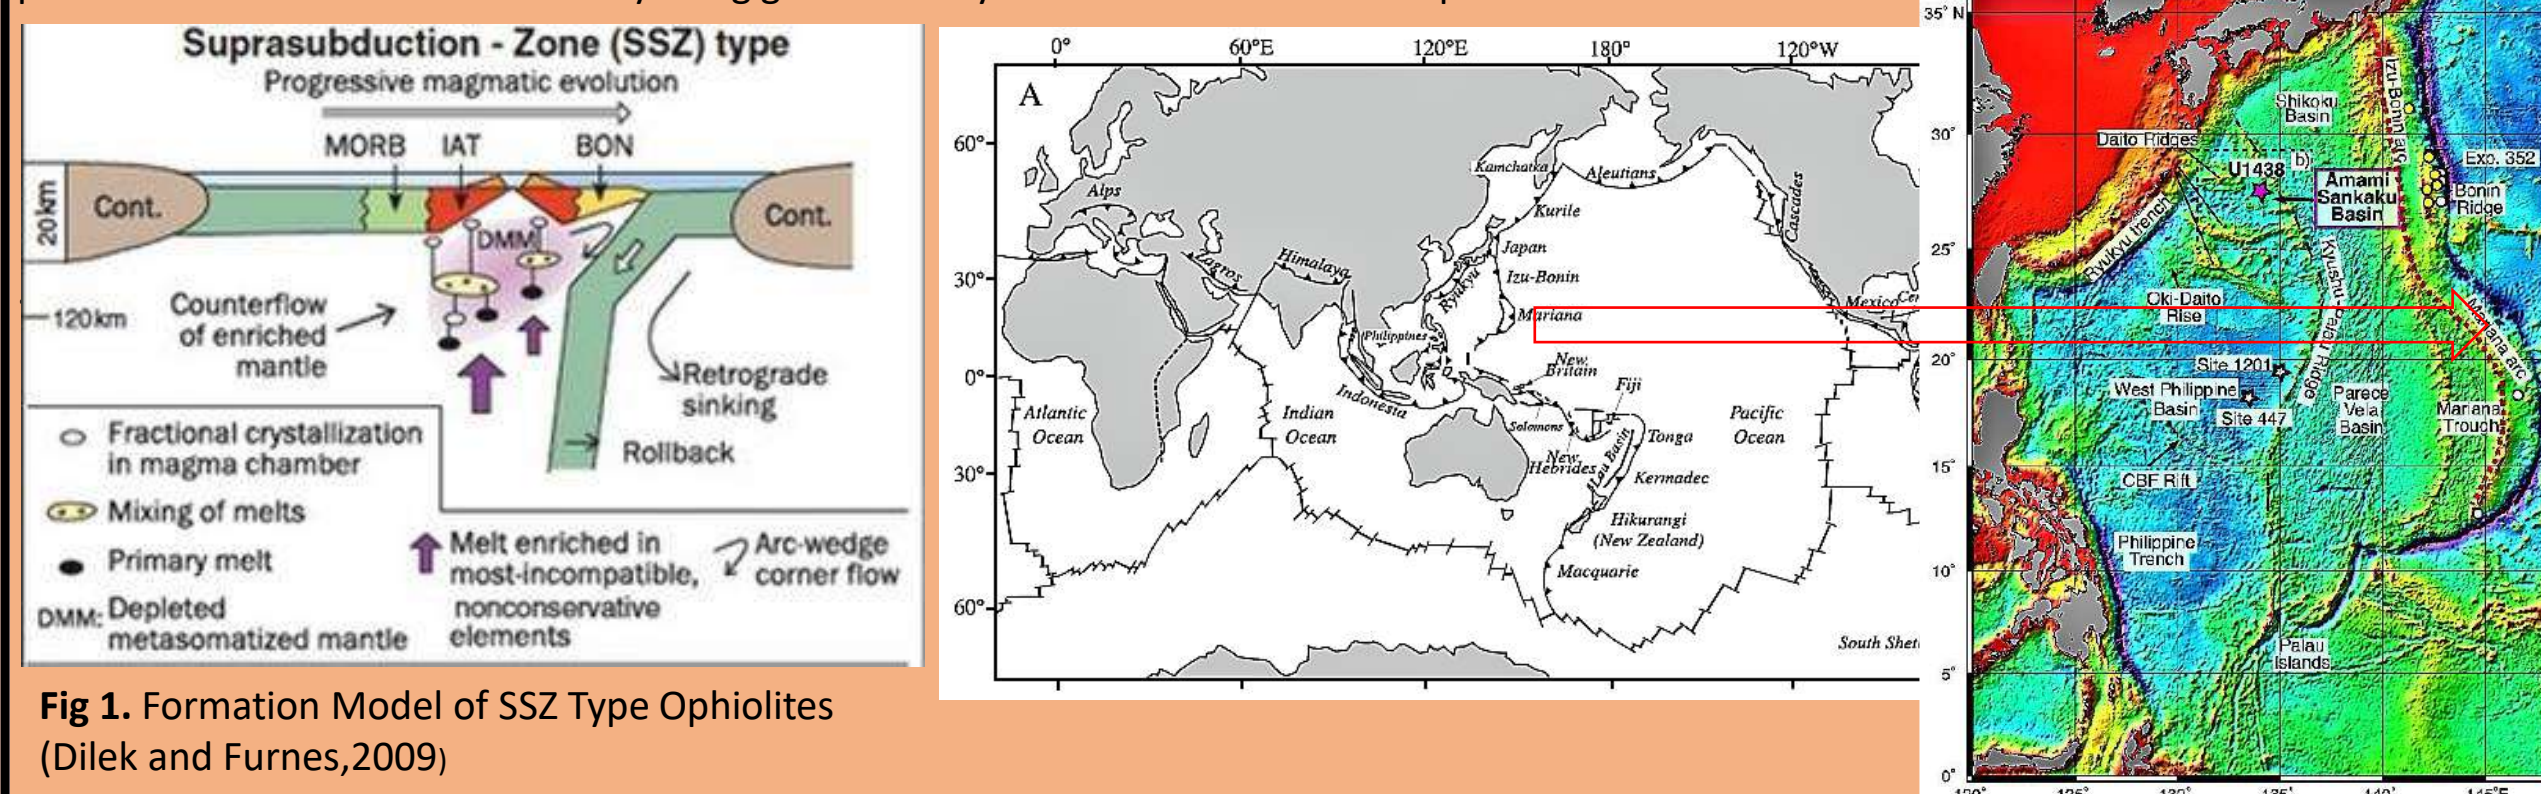 Suprasubduction - Zone (SSZ) type
Progressive magmatic evolution
MORB IAT BON
Cont.
Cont.
20km
DMM
120km
Counterflow
of enriched
mantle
Retrograde
sinking
Rollback
Fractional crystallization
in magma chamber
Mixing of melts
Primary melt
DMM: Depleted
metasomatized mantle
Melt enriched in
most-incompatible,
nonconservative
elements
Arc-wedge
corner flow
Fig 1. Formation Model of SSZ Type Ophiolites
(Dilek and Furnes,2009)
0° 60°E 120°E 180° 120°W
A
60°
30°
0°
30°
60°
Alps
Zagros
Himalaya
Kamchatka
Aleutians
Kurile
Cascades
Japan
Izu-Bonin
Ryukyu
Mariana
Mexico
Philippines
New
Britain
Fiji
Indonesia
Solomons
Atlantic
Ocean
Indian
Ocean
Pacific
Ocean
New
Hebrides
Lau Basin
Tonga
Kermadec
Hikurangi
(New Zealand)
Macquarie
South Shet
35° N
30°
25°
20°
15°
10°
5°
0°
Izu-Bonin arc
Shikoku
Basin
Daito Ridges
U1438
b)
Exp. 352
Amami
Sankaku
Basin
Bonin
Ridge
Ryukyu trench
Kyushu-Palau Ridge
Oki-Daito
Rise
Mariana arc
Site 1201
West Philippine
Basin
Site 447
Parece
Vela
Basin
Mariana
Trough
CBF Rift
Philippine
Trench
Palau
Islands